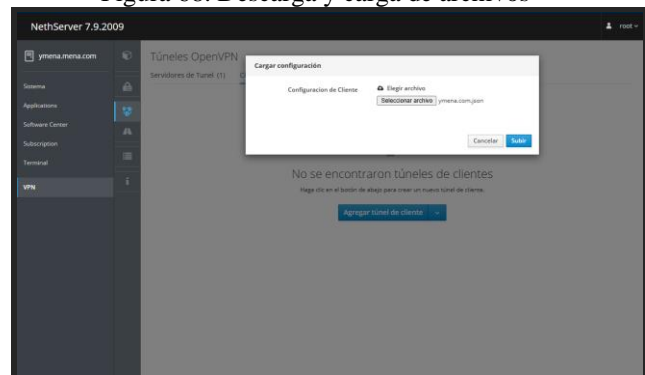 Figura 68. Descarga y carga de archivos
NethServer 7.9.2009
root
ymena.mena.com
Sistema
Applications
Software Center
Subscription
Terminal
VPN
Túneles OpenVPN
Servidores de Tunel (1)
Cargar configuración
Configuracion de Cliente
Elegir archivo
Seleccionar archivo ymena.com.json
Cancelar Subir
No se encontraron túneles de clientes
Haga clic en el botón de abajo para crear un nuevo túnel de cliente.
Agregar túnel de cliente